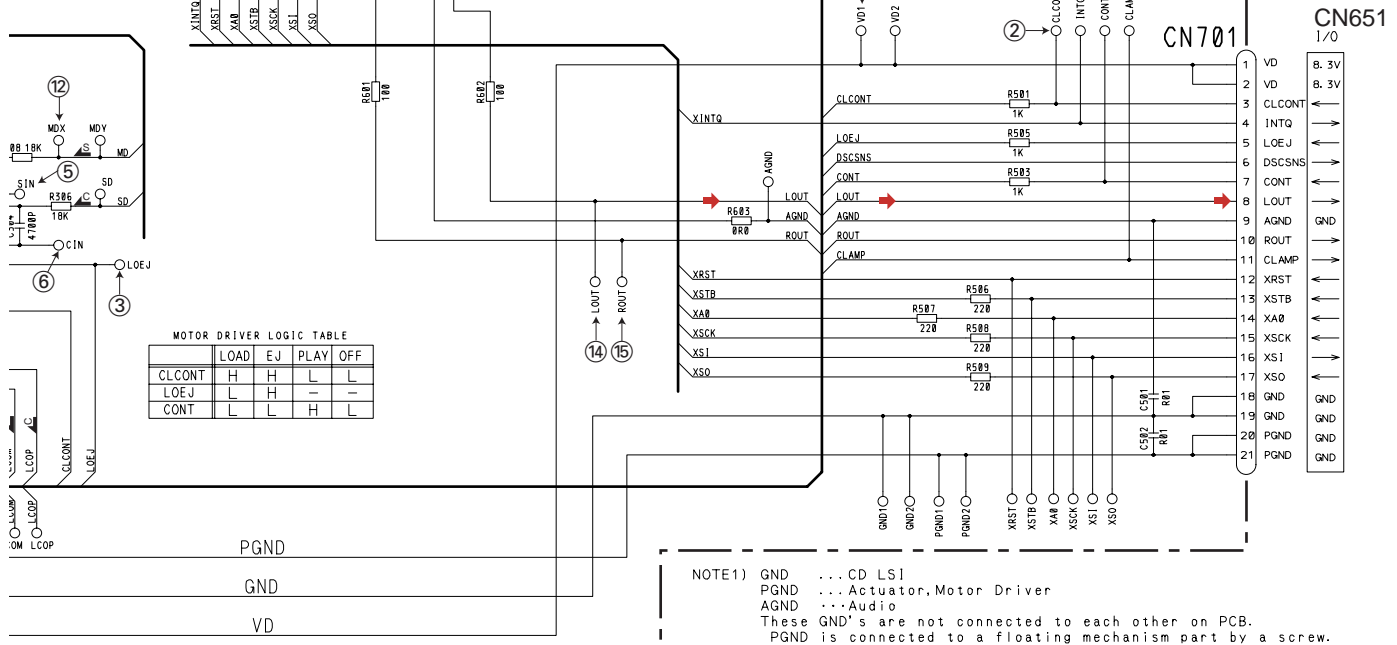 CN651
I/O
CN701
XINTQ
XRST
XA0
XSTB
XSCK
XSI
XSO
VD1
VD2
②
INTQ
1 VD 8.3V
2 VD 8.3V
3 CLCONT ←
4 INTQ →
5 LOEJ ←
6 DSCSNS →
7 CONT ←
8 LOUT →
9 AGND GND
10 ROUT →
11 CLAMP →
12 XRST ←
13 XSTB ←
14 XA0 ←
15 XSCK ←
16 XSI →
17 XSO ←
18 GND GND
19 GND GND
20 PGND GND
21 PGND GND
R601
100
R602
100
CLCONT
R501
1K
XINTQ
LOEJ
R505
1K
DSCSNS
CONT
R503
1K
AGND
LOUT
LOUT
R603
0R0
AGND
AGND
ROUT
ROUT
CLAMP
XRST
XSTB
R506
220
XA0
R507
220
XSCK
R508
220
XSI
XSO
R509
220
C501
R01
C502
R01
⑫
MDX
MDY
18K
S
MD
⑤
SIN
SD
R306
18K
C
SD
4700P
CIN
⑥
LOEJ
③
LOUT
ROUT
⑭
⑮
MOTOR DRIVER LOGIC TABLE
LOAD EJ PLAY OFF
CLCONT H H L L
LOEJ L H - -
CONT L L H L
C
LCOP
CLCONT
LOEJ
LCOP
LCOP
GND1
GND2
PGND1
PGND2
XRST
XSTB
XA0
XSCK
XSI
XSO
PGND
GND
VD
NOTE1) GND ...CD LSI
PGND ...Actuator,Motor Driver
AGND ···Audio
These GND's are not connected to each other on PCB.
PGND is connected to a floating mechanism part by a screw.